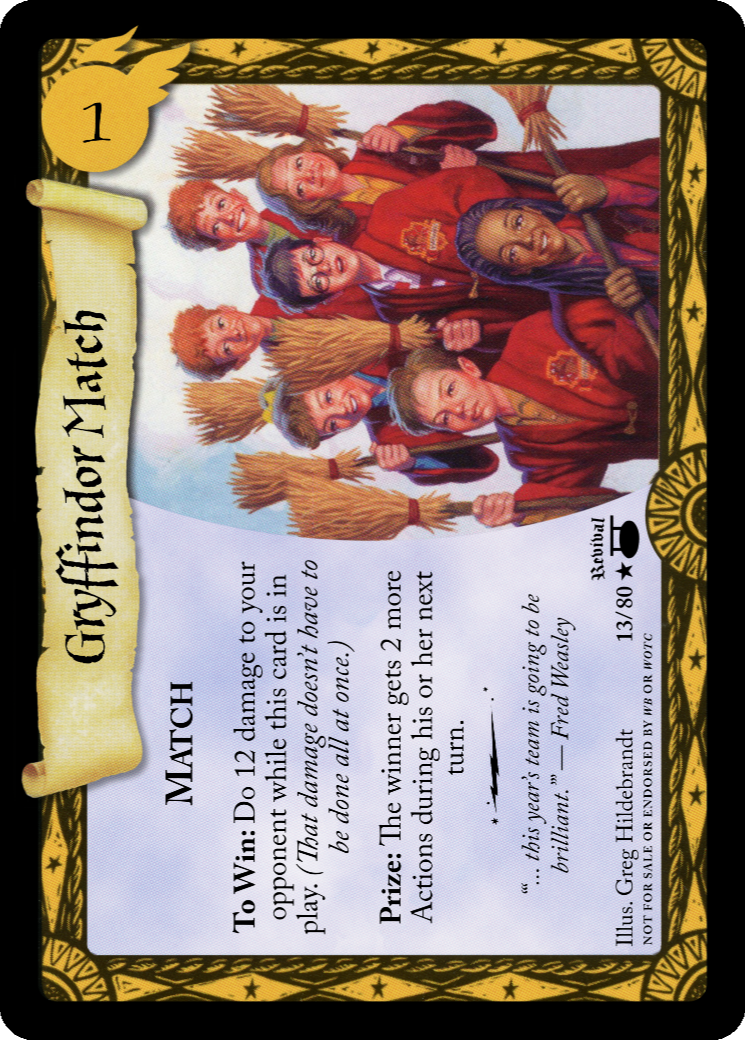 1
Gryffindor Match
MATCH
To Win: Do 12 damage to your
opponent while this card is in
play. (That damage doesn't have to
be done all at once.)
Prize: The winner gets 2 more
Actions during his or her next
turn.
“‘... this year's team is going to be
brilliant.’” — Fred Weasley
Revival
Illus. Greg Hildebrandt
13/80 ★
NOT FOR SALE OR ENDORSED BY WB OR WOTC